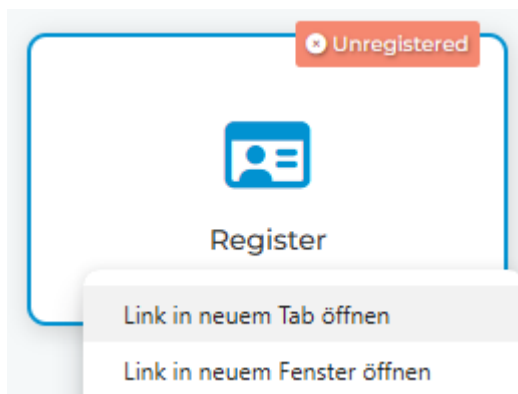 Unregistered
Register
Link in neuem Tab öffnen
Link in neuem Fenster öffnen